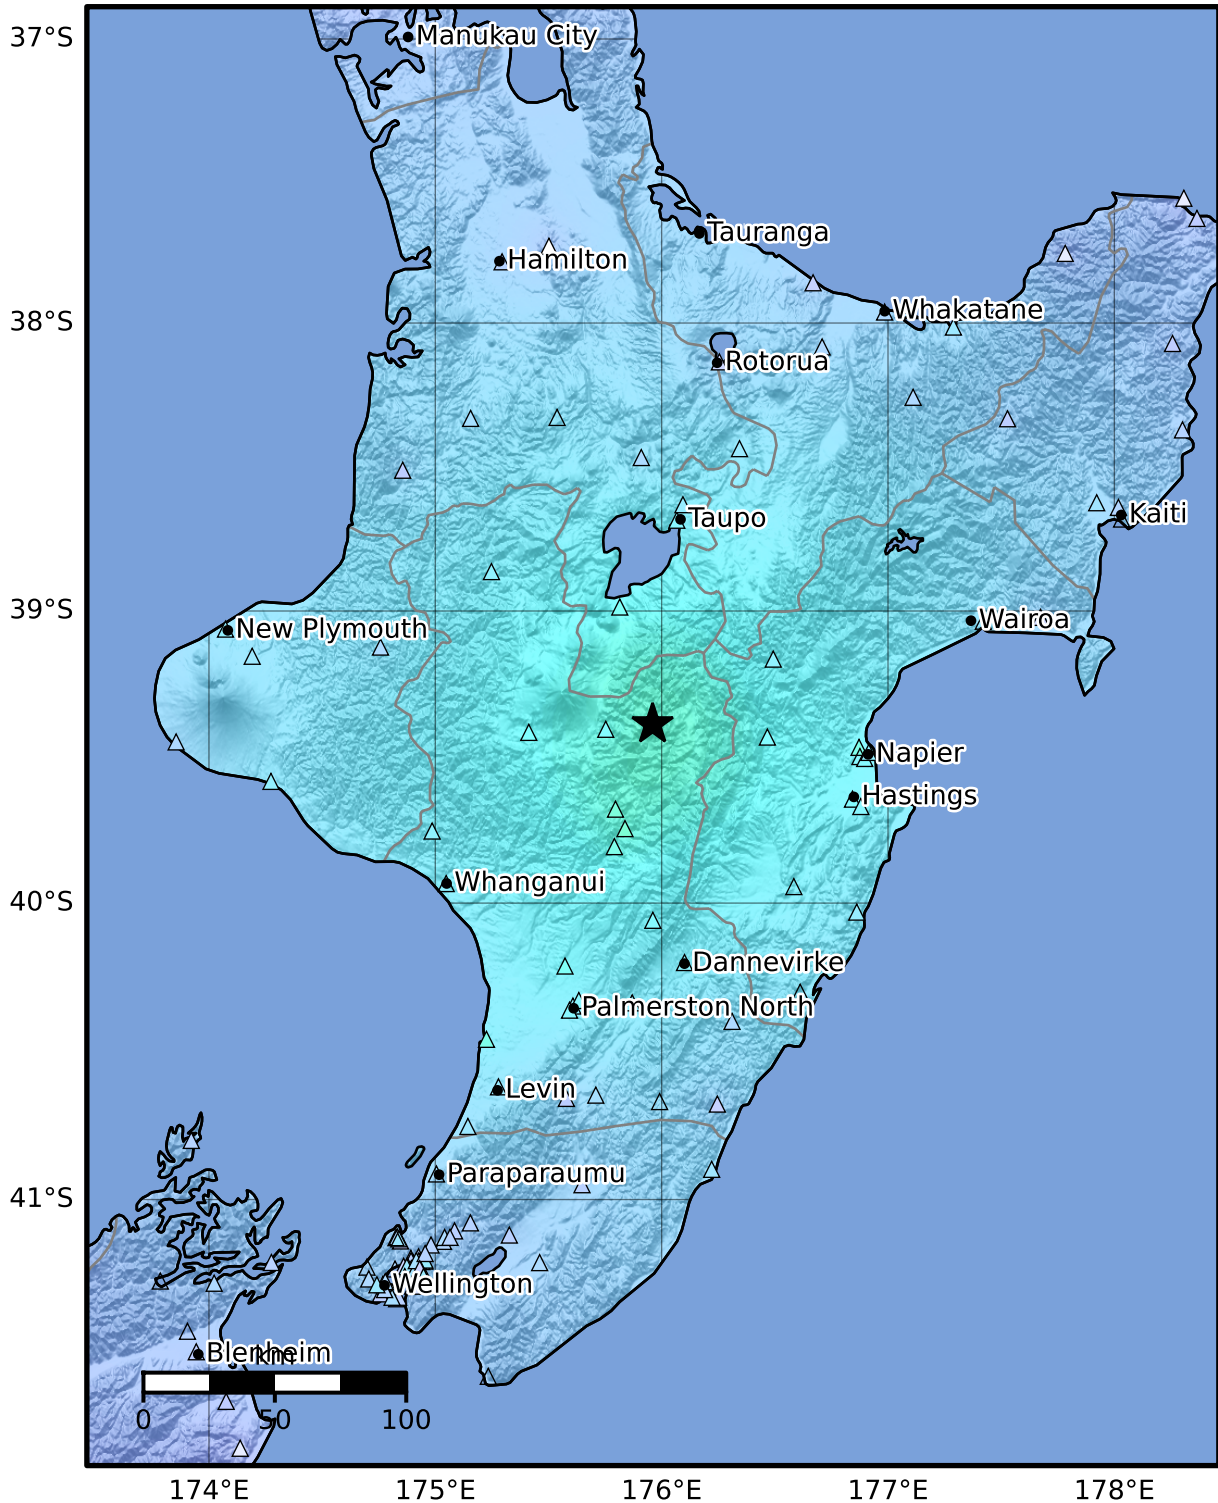 37°S
Manukau City
Tauranga
Hamilton
Whakatane
38°S
Rotorua
Kaiti
Taupo
39°S
Wairoa
New Plymouth
Napier
Hastings
Whanganui
40°S
Dannevirke
Palmerston North
Levin
Paraparaumu
41°S
Wellington
Blenheim
km
0 50 100
174°E 175°E 176°E 177°E 178°E